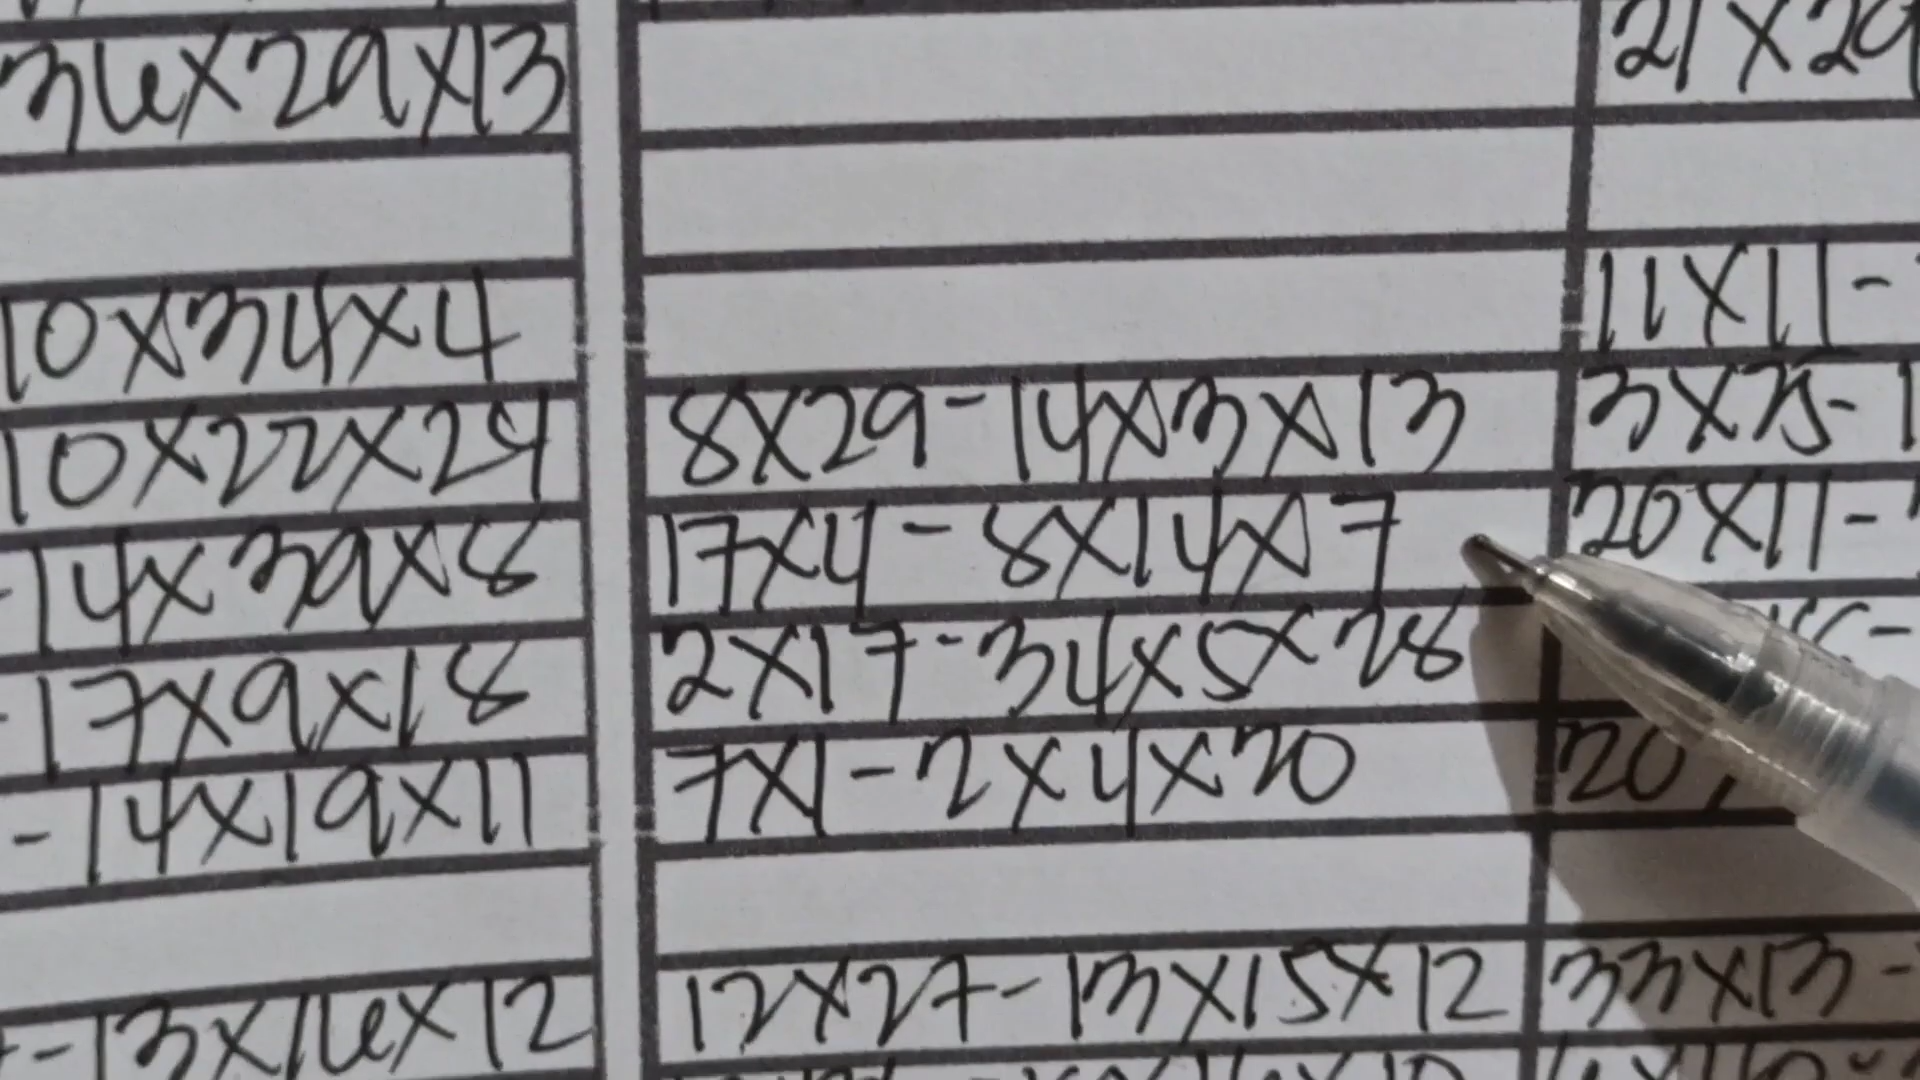 36x29x13
21x29
10x34x4
11x11-
10x22x29 8x29-14x3x13 3x25-1
-14x39x8 17x4-8x14x7 20x11-
-17x9x18 2x17-34x5x28
-14x19x11 7x1-2x4x20 20
-13x16x12 12x27-13x15x12 33x13-